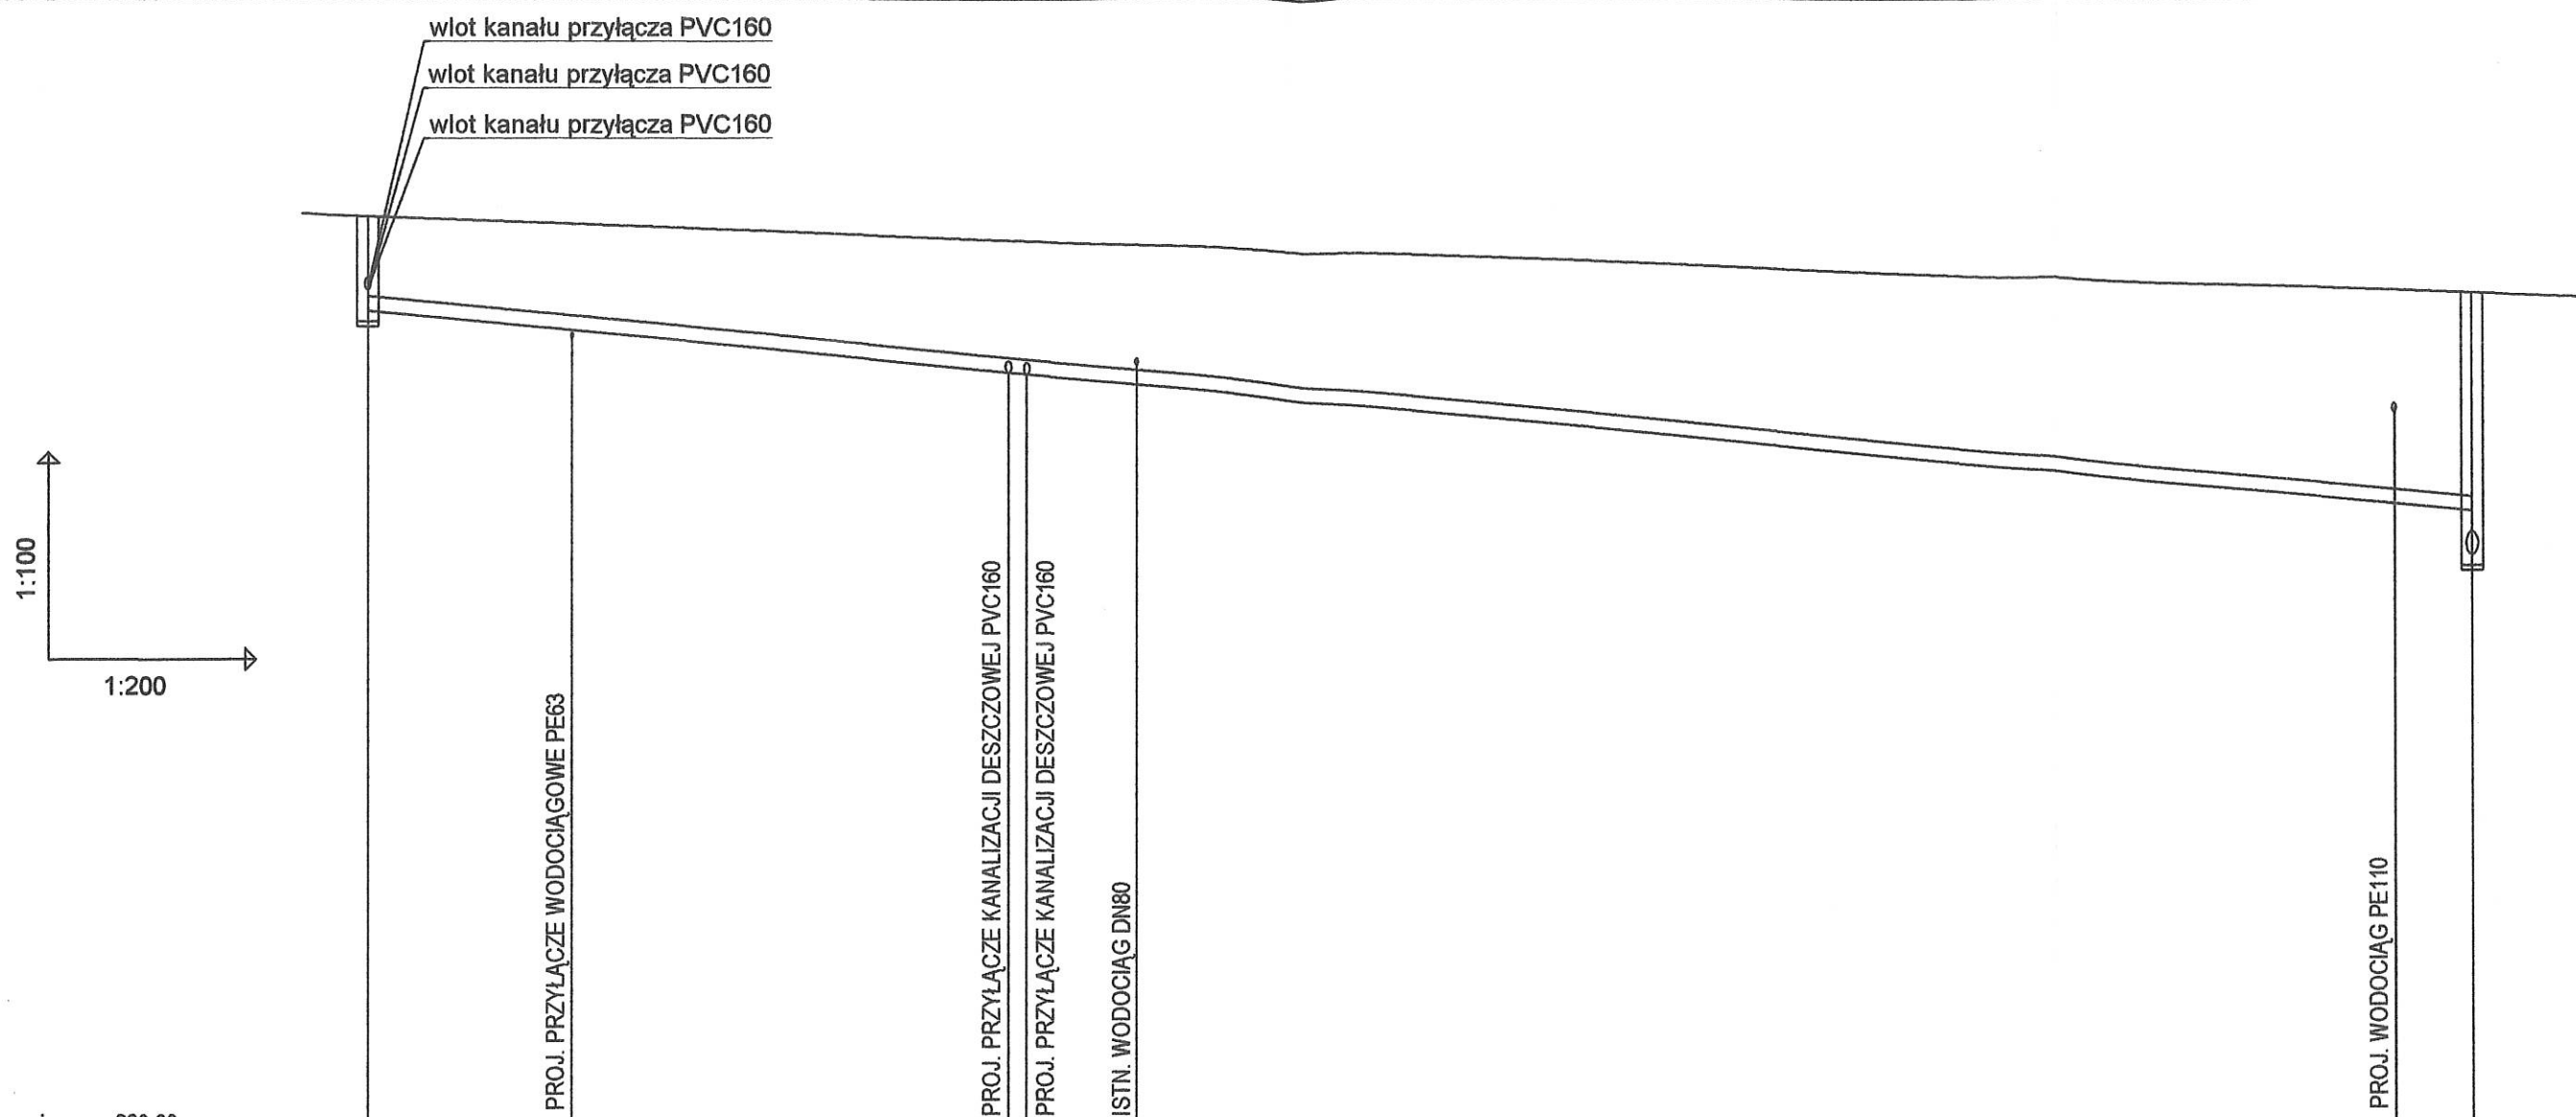 wlot kanału przyłącza PVC160
wlot kanału przyłącza PVC160
wlot kanału przyłącza PVC160
1:100
1:200
PROJ. PRZYŁĄCZE WODOCIĄGOWE PE63
PROJ. PRZYŁĄCZE KANALIZACJI DESZCZOWEJ PVC160
PROJ. PRZYŁĄCZE KANALIZACJI DESZCZOWEJ PVC160
ISTN. WODOCIĄG DN80
PROJ. WODOCIĄG PE110